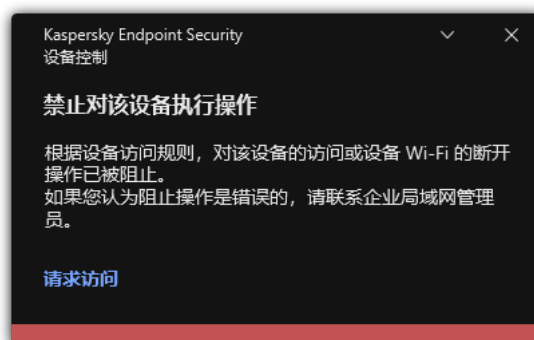 Kaspersky Endpoint Security
设备控制
禁止对该设备执行操作
根据设备访问规则，对该设备的访问或设备 Wi-Fi 的断开
操作已被阻止。
如果您认为阻止操作是错误的，请联系企业局域网管理
员。
请求访问